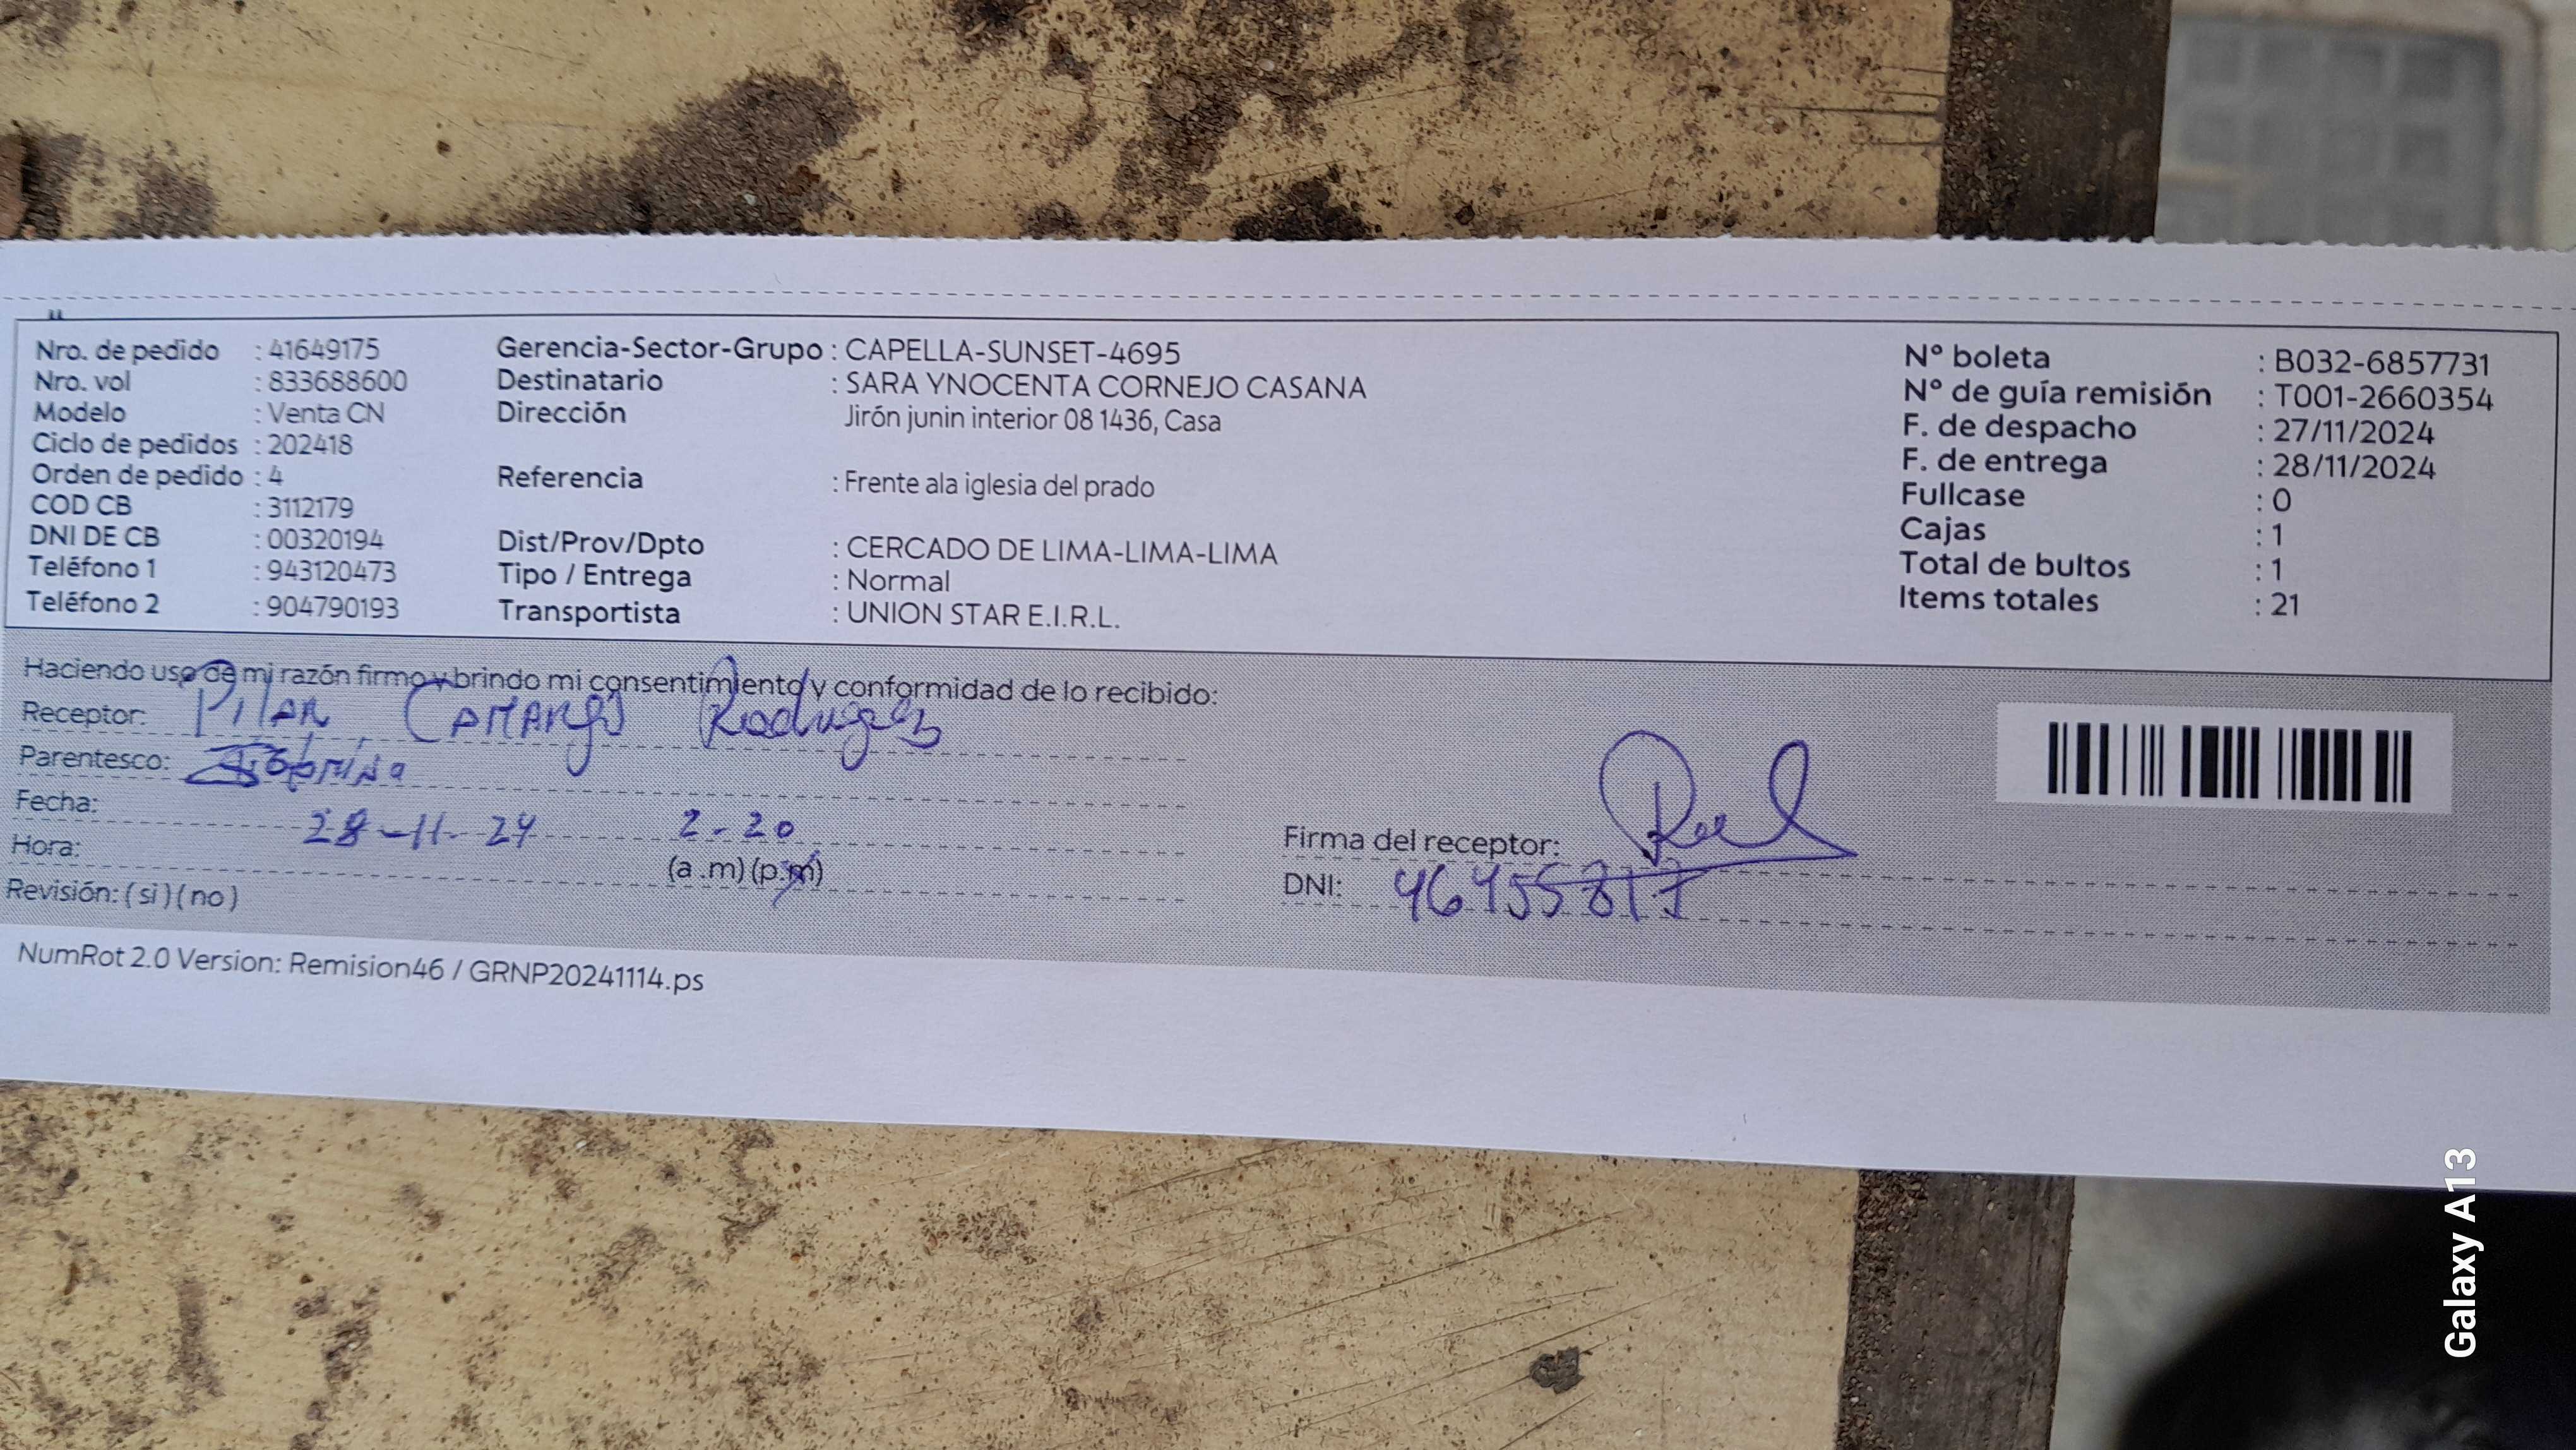 Nro. de pedido : 41649175
Nro. vol : 833688600
Modelo : Venta CN
Ciclo de pedidos : 202418
Orden de pedido : 4
COD CB : 3112179
DNI DE CB : 00320194
Teléfono 1 : 943120473
Teléfono 2 : 904790193
Gerencia-Sector-Grupo : CAPELLA-SUNSET-4695
Destinatario : SARA YNOCENTA CORNEJO CASANA
Dirección Jirón junin interior 08 1436, Casa
Referencia : Frente ala iglesia del prado
Dist/Prov/Dpto : CERCADO DE LIMA-LIMA-LIMA
Tipo / Entrega : Normal
Transportista : UNION STAR E.I.R.L.
N° boleta : B032-6857731
N° de guía remisión : T001-2660354
F. de despacho : 27/11/2024
F. de entrega : 28/11/2024
Fullcase : 0
Cajas : 1
Total de bultos : 1
Items totales : 21
Haciendo uso de mi razón firmo y brindo mi consentimiento y conformidad de lo recibido:
Receptor: PILAR CAMARGO Rodriguez
Parentesco: Sobrina
Fecha: 28-11-24 2-20
Hora: (a .m) (p.m)
Revisión: ( si ) ( no )
Firma del receptor:
DNI: 46455817
NumRot 2.0 Version: Remision46 / GRNP20241114.ps
Galaxy A13